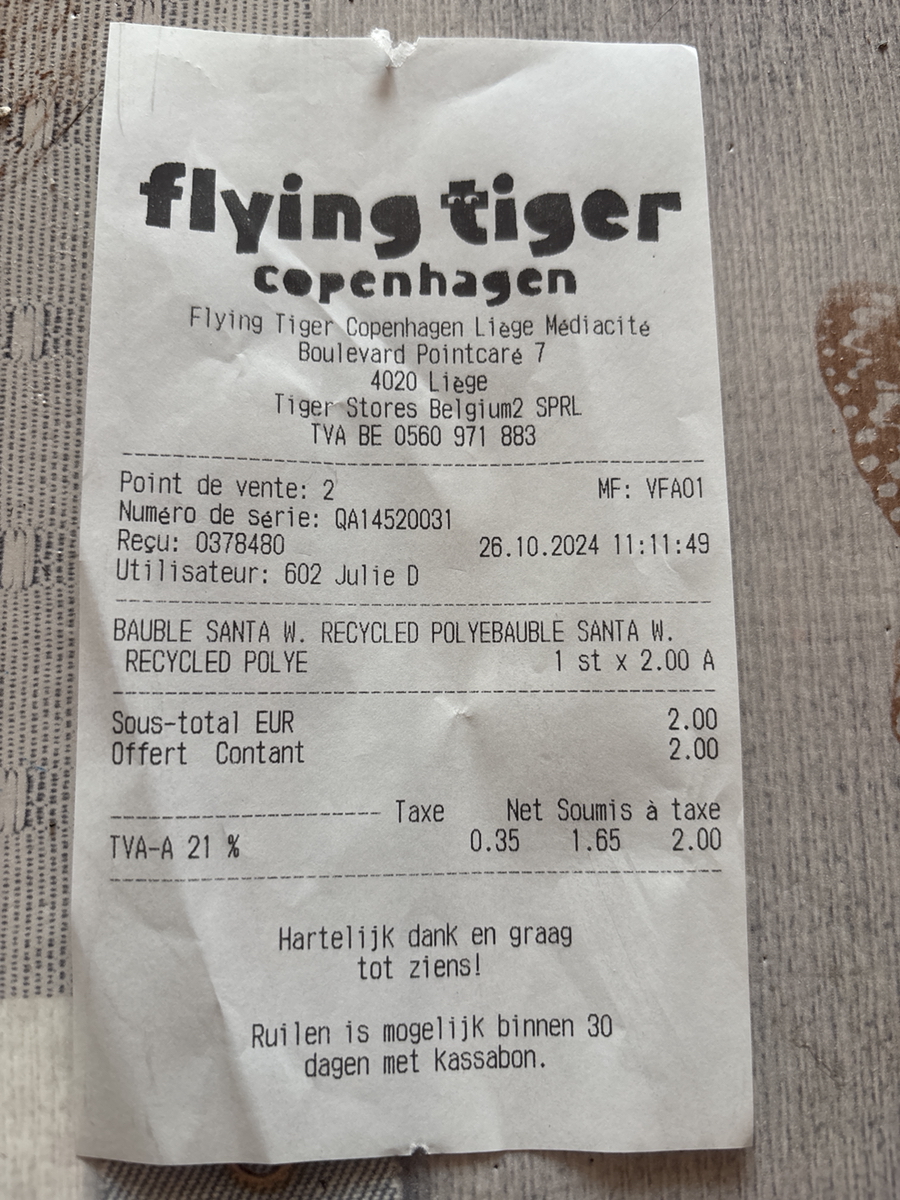 flying tiger
copenhagen
Flying Tiger Copenhagen Liège Médiacité
Boulevard Pointcaré 7
4020 Liège
Tiger Stores Belgium2 SPRL
TVA BE 0560 971 883
Point de vente: 2 MF: VFA01
Numéro de série: QA14520031
Reçu: 0378480 26.10.2024 11:11:49
Utilisateur: 602 Julie D
BAUBLE SANTA W. RECYCLED POLYEBAUBLE SANTA W.
RECYCLED POLYE 1 st x 2.00 A
Sous-total EUR 2.00
Offert Contant 2.00
Taxe Net Soumis à taxe
TVA-A 21 % 0.35 1.65 2.00
Hartelijk dank en graag
tot ziens!
Ruilen is mogelijk binnen 30
dagen met kassabon.